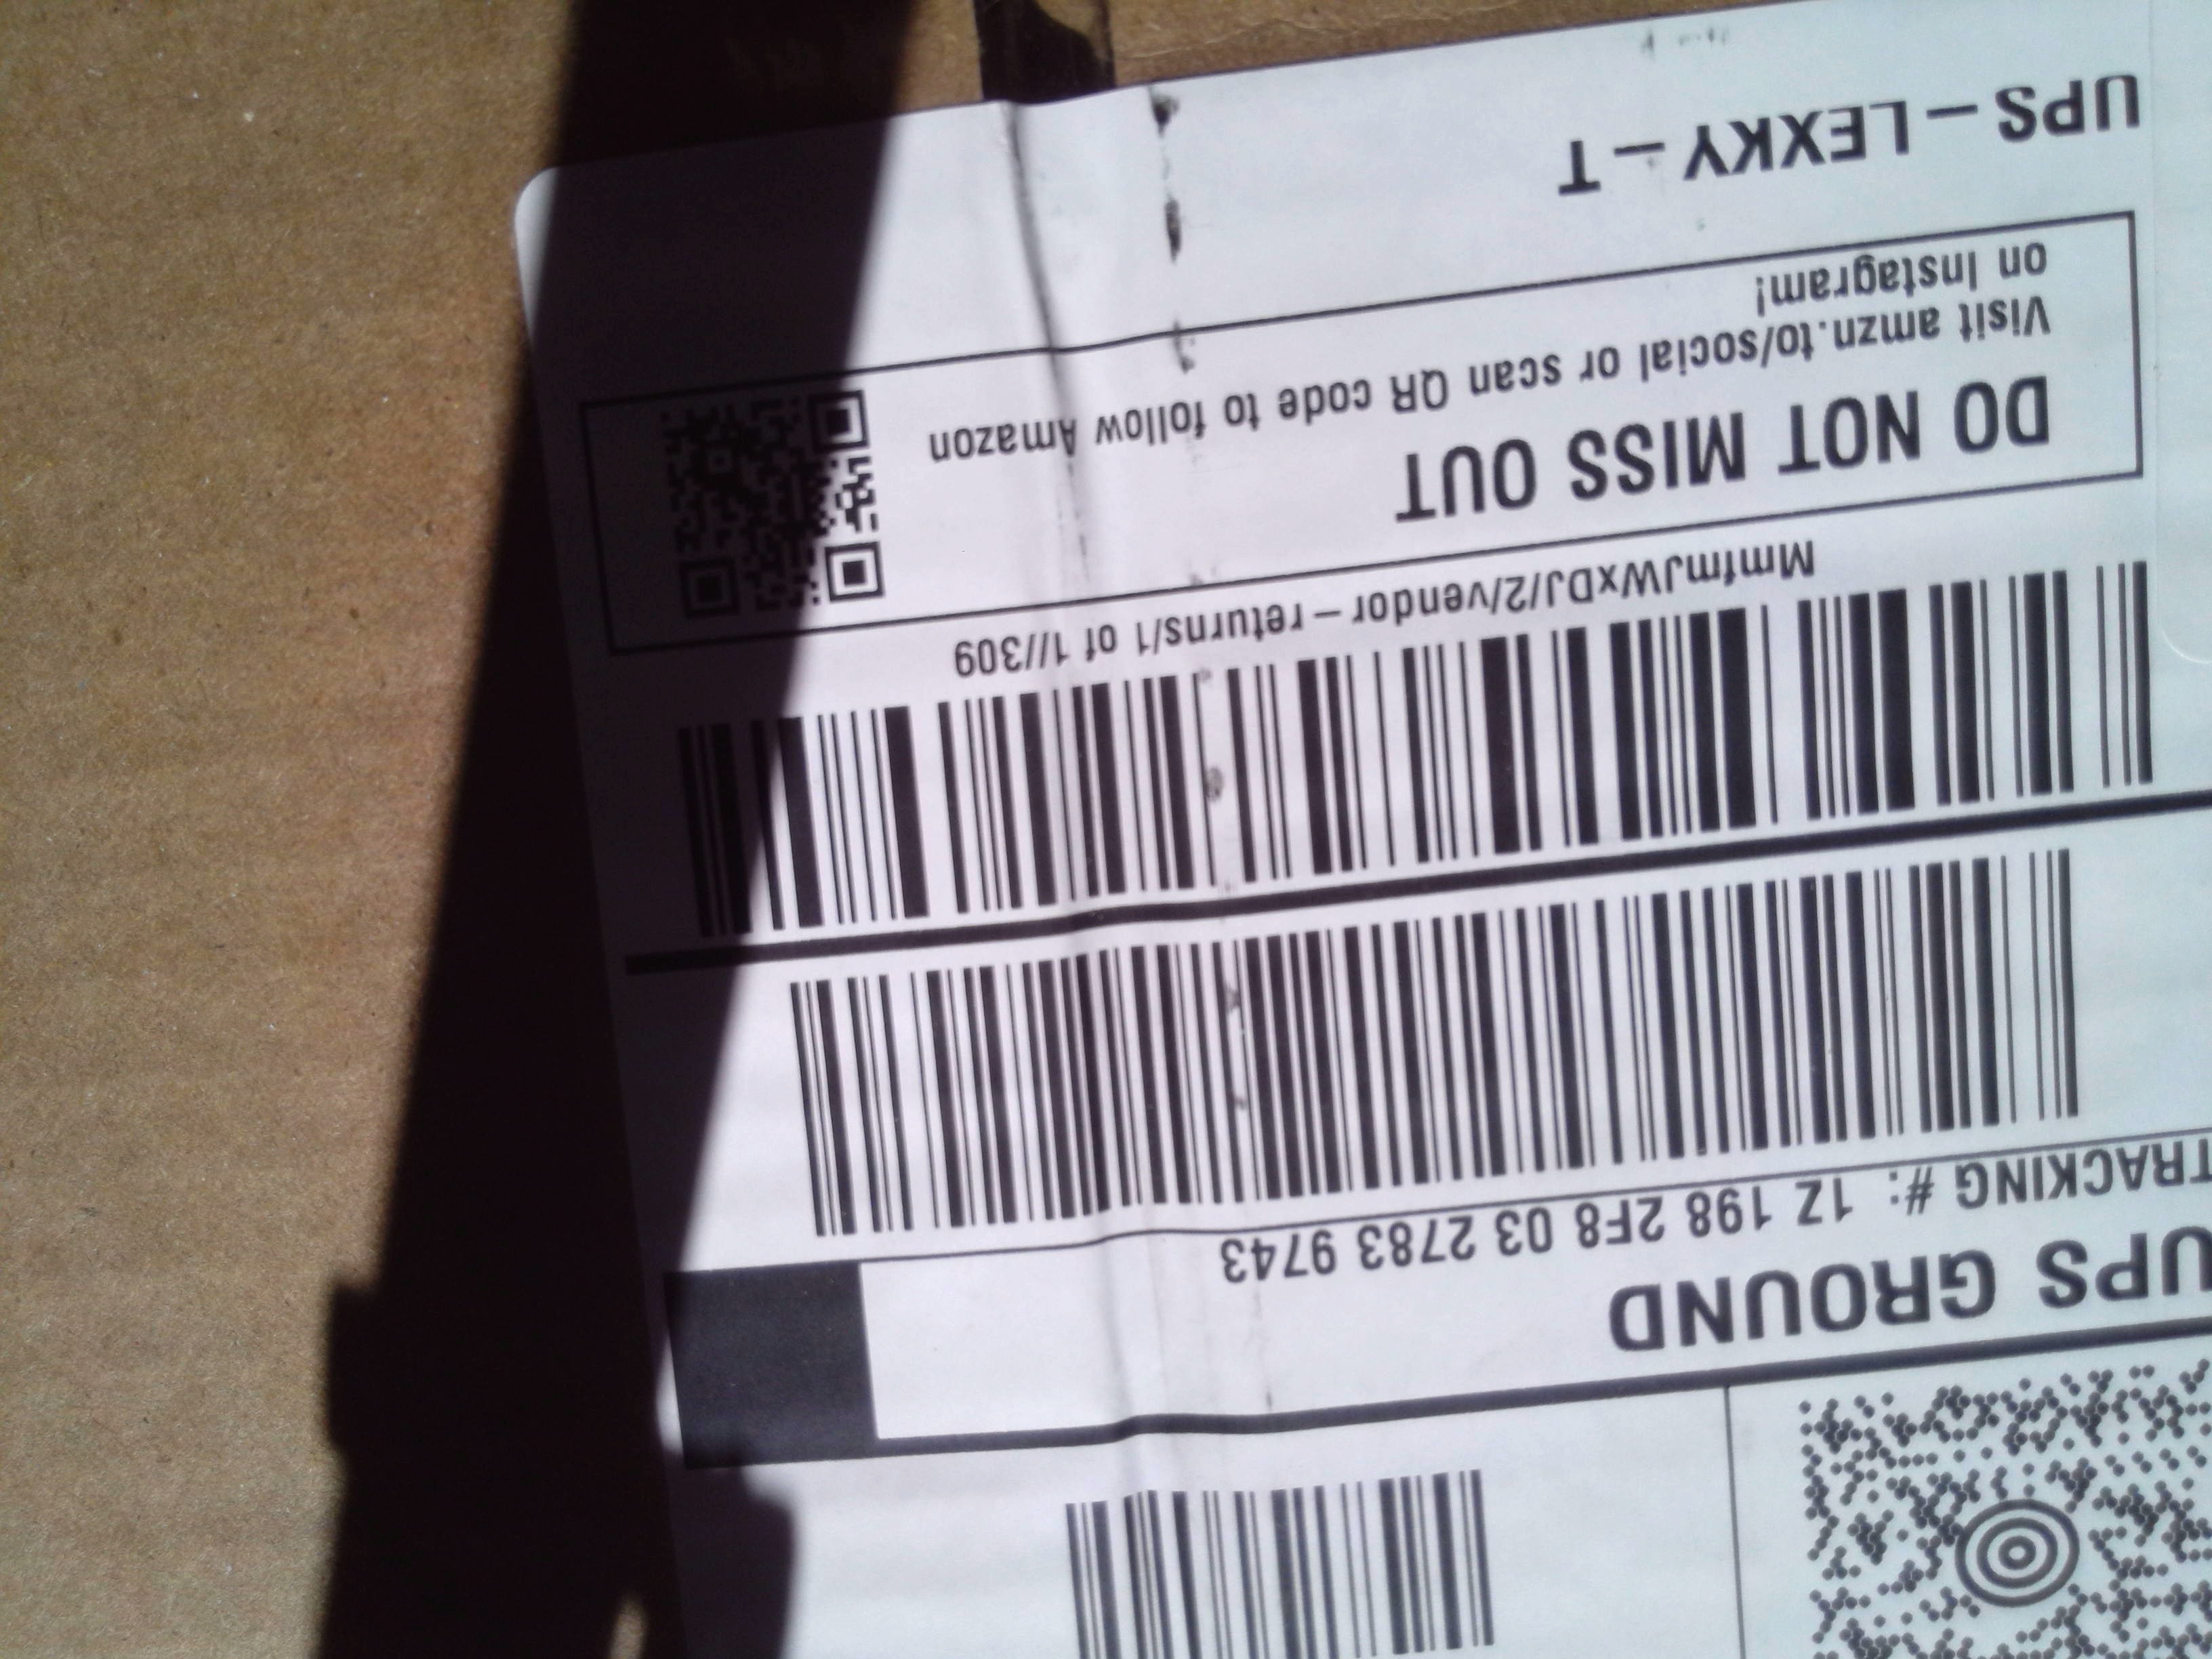 UPS GROUND
TRACKING #: 1Z 198 2F8 03 2783 9743
MmfmJWxDJ/2/vendor – returns/1 of 1//309
DO NOT MISS OUT
Visit amzn.to/social or scan QR code to follow Amazon
on Instagram!
UPS – LEXKY – T